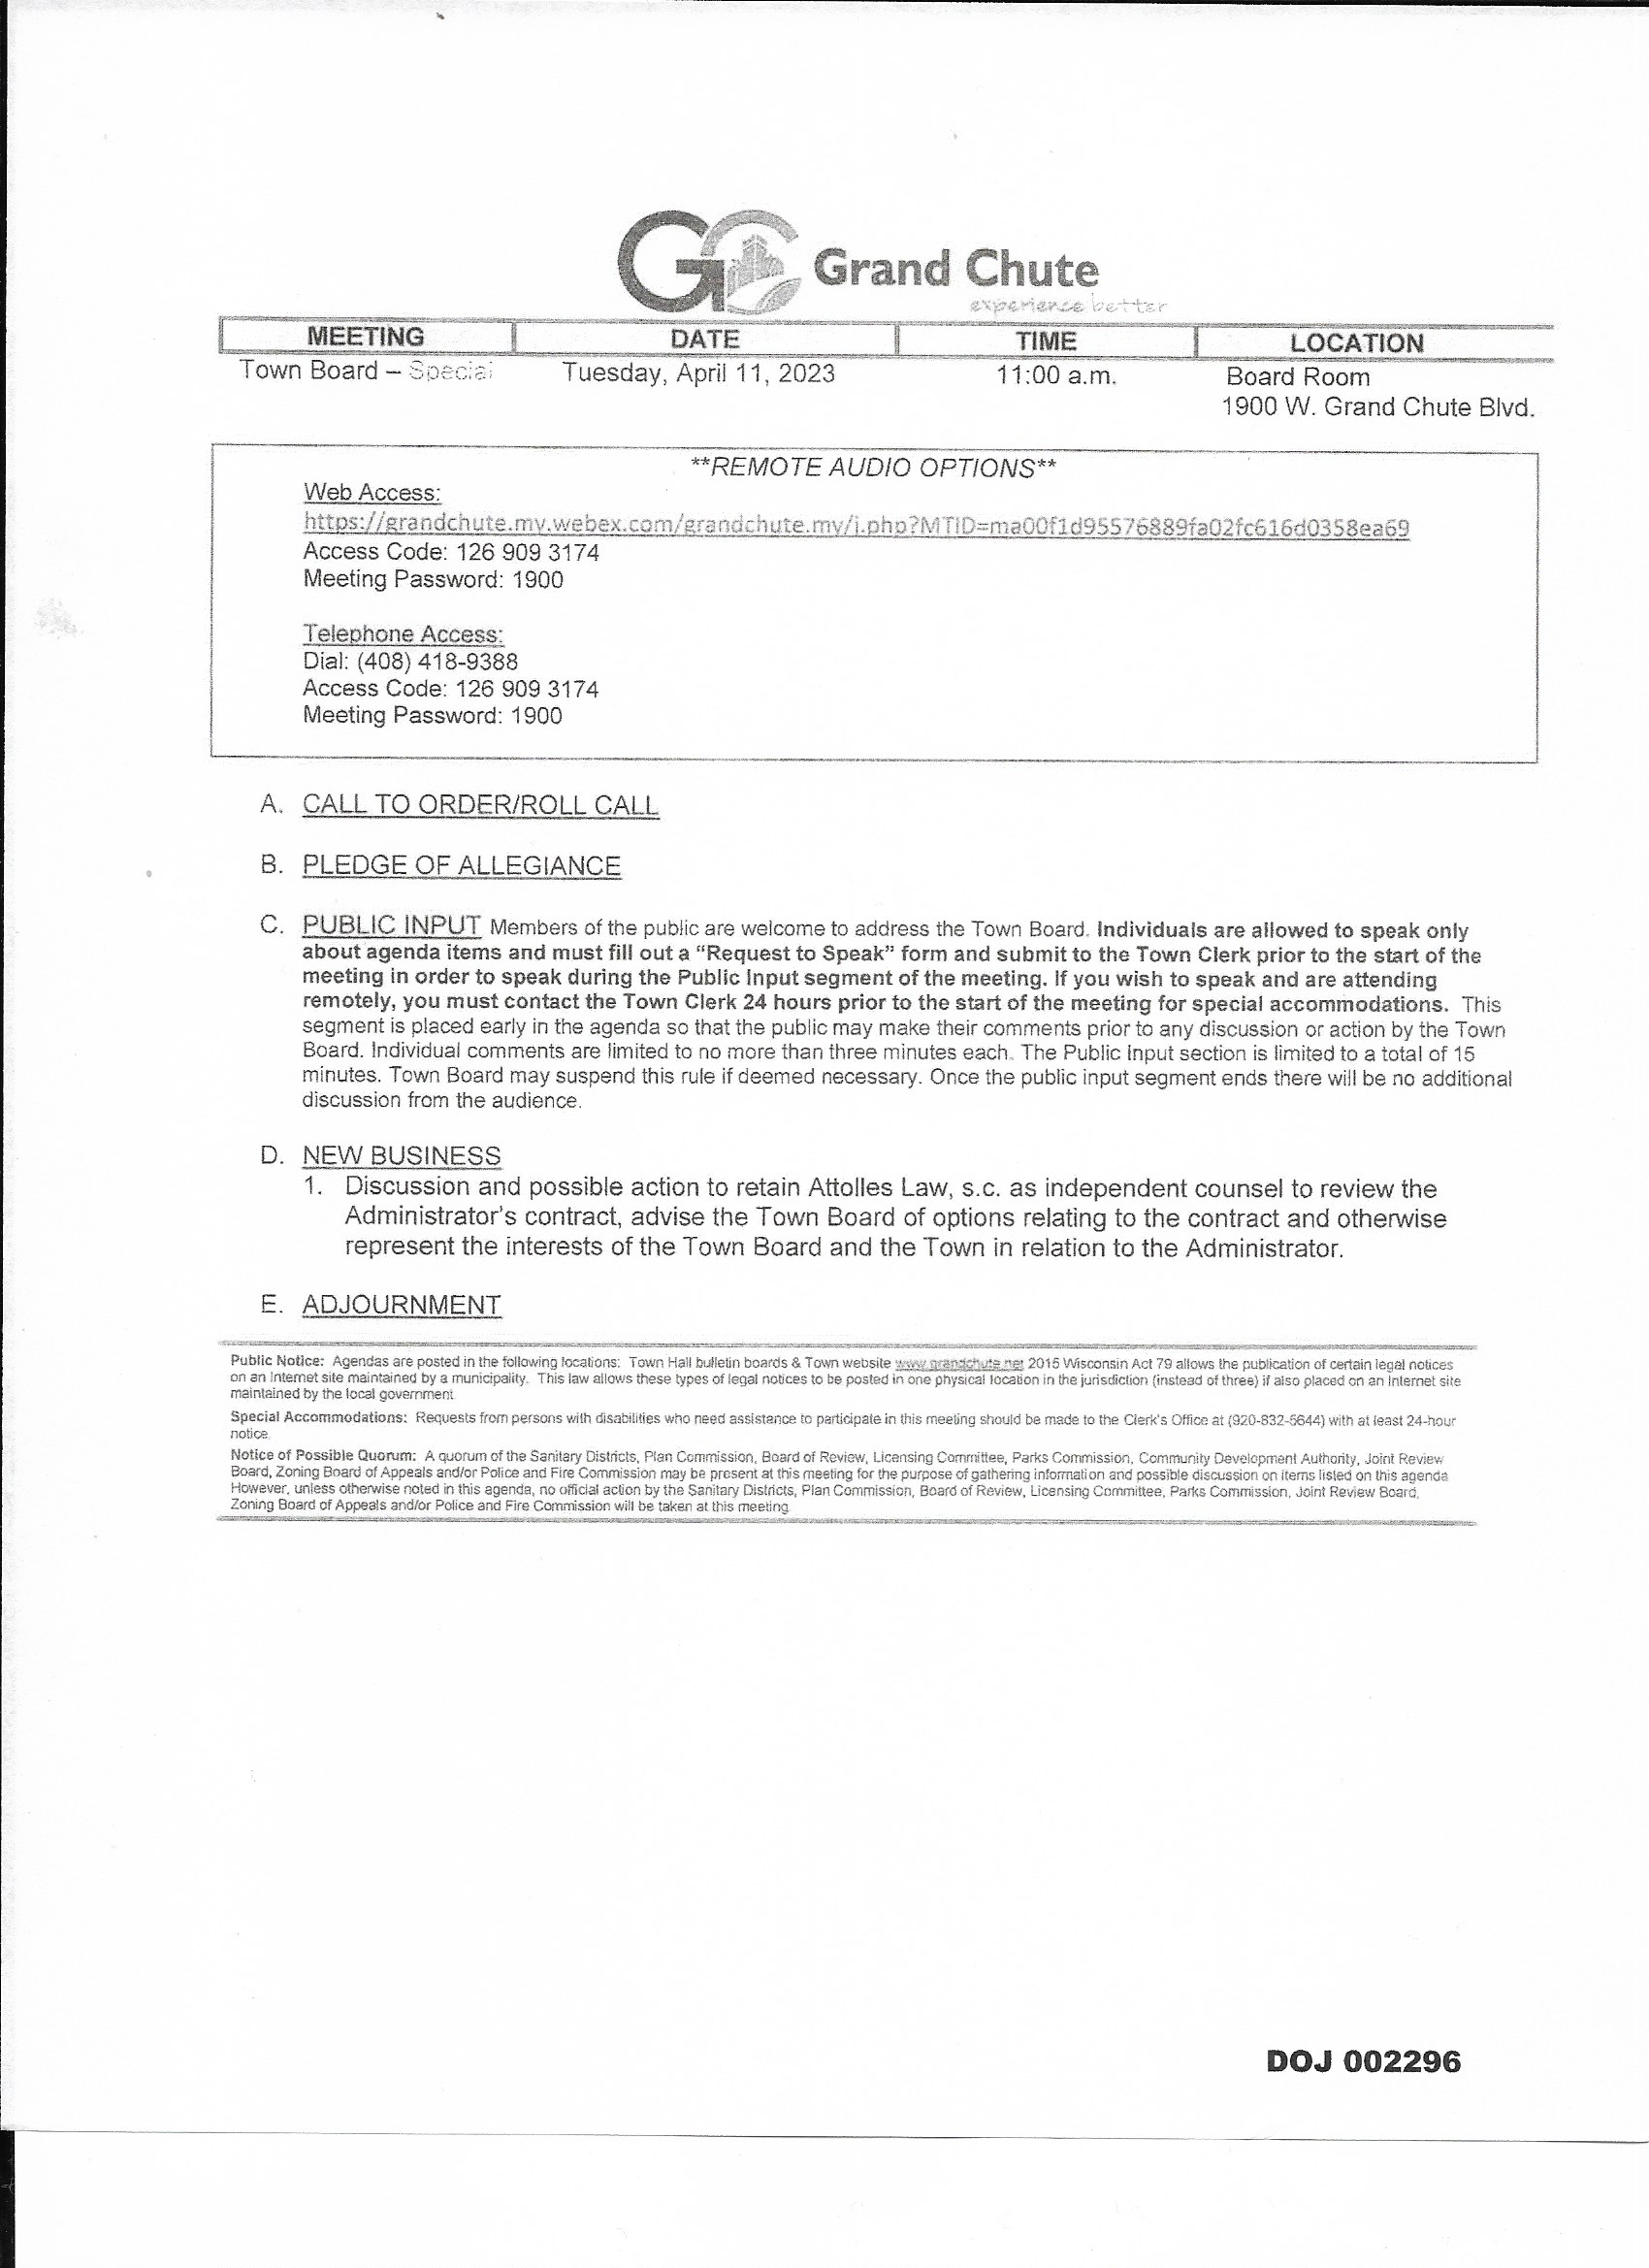 GC Grand Chute
experience better
MEETING DATE TIME LOCATION
Town Board – Special Tuesday, April 11, 2023 11:00 a.m. Board Room
1900 W. Grand Chute Blvd.
**REMOTE AUDIO OPTIONS**
Web Access:
https://grandchute.my.webex.com/grandchute.my/j.php?MTID=ma00f1d95576889fa02fc616d0358ea69
Access Code: 126 909 3174
Meeting Password: 1900
Telephone Access:
Dial: (408) 418-9388
Access Code: 126 909 3174
Meeting Password: 1900
A. CALL TO ORDER/ROLL CALL
B. PLEDGE OF ALLEGIANCE
C. PUBLIC INPUT Members of the public are welcome to address the Town Board. Individuals are allowed to speak only
about agenda items and must fill out a “Request to Speak” form and submit to the Town Clerk prior to the start of the
meeting in order to speak during the Public Input segment of the meeting. If you wish to speak and are attending
remotely, you must contact the Town Clerk 24 hours prior to the start of the meeting for special accommodations. This
segment is placed early in the agenda so that the public may make their comments prior to any discussion or action by the Town
Board. Individual comments are limited to no more than three minutes each. The Public Input section is limited to a total of 15
minutes. Town Board may suspend this rule if deemed necessary. Once the public input segment ends there will be no additional
discussion from the audience.
D. NEW BUSINESS
1. Discussion and possible action to retain Attolles Law, s.c. as independent counsel to review the
Administrator's contract, advise the Town Board of options relating to the contract and otherwise
represent the interests of the Town Board and the Town in relation to the Administrator.
E. ADJOURNMENT
Public Notice: Agendas are posted in the following locations: Town Hall bulletin boards & Town website www.grandchute.net 2015 Wisconsin Act 79 allows the publication of certain legal notices
on an Internet site maintained by a municipality. This law allows these types of legal notices to be posted in one physical location in the jurisdiction (instead of three) if also placed on an Internet site
maintained by the local government.
Special Accommodations: Requests from persons with disabilities who need assistance to participate in this meeting should be made to the Clerk's Office at (920-832-5644) with at least 24-hour
notice.
Notice of Possible Quorum: A quorum of the Sanitary Districts, Plan Commission, Board of Review, Licensing Committee, Parks Commission, Community Development Authority, Joint Review
Board, Zoning Board of Appeals and/or Police and Fire Commission may be present at this meeting for the purpose of gathering information and possible discussion on items listed on this agenda
However, unless otherwise noted in this agenda, no official action by the Sanitary Districts, Plan Commission, Board of Review, Licensing Committee, Parks Commission, Joint Review Board,
Zoning Board of Appeals and/or Police and Fire Commission will be taken at this meeting
DOJ 002296